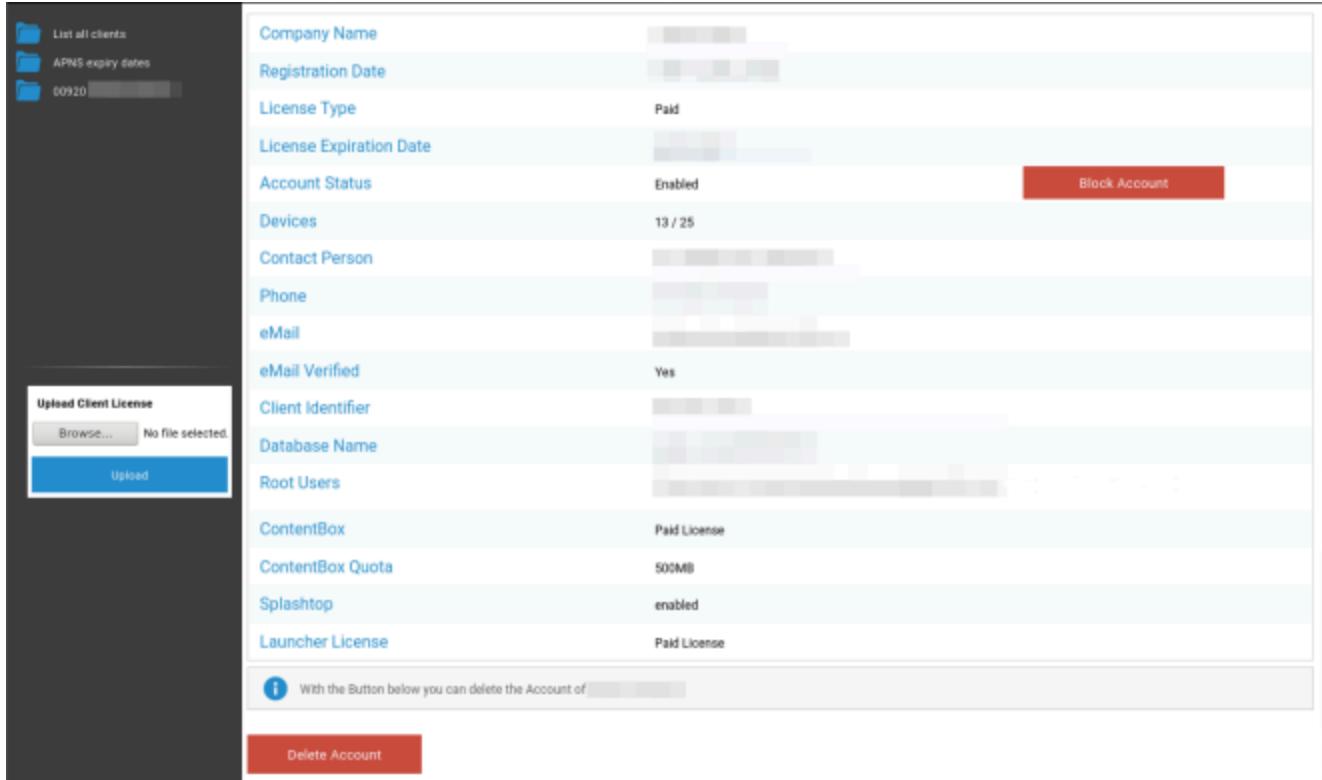 List all clients
APNS expiry dates
00920
Upload Client License
Browse... No file selected.
Upload
Company Name
Registration Date
License Type Paid
License Expiration Date
Account Status Enabled Block Account
Devices 13 / 25
Contact Person
Phone
eMail
eMail Verified Yes
Client Identifier
Database Name
Root Users
ContentBox Paid License
ContentBox Quota 500MB
Splashtop enabled
Launcher License Paid License
With the Button below you can delete the Account of
Delete Account